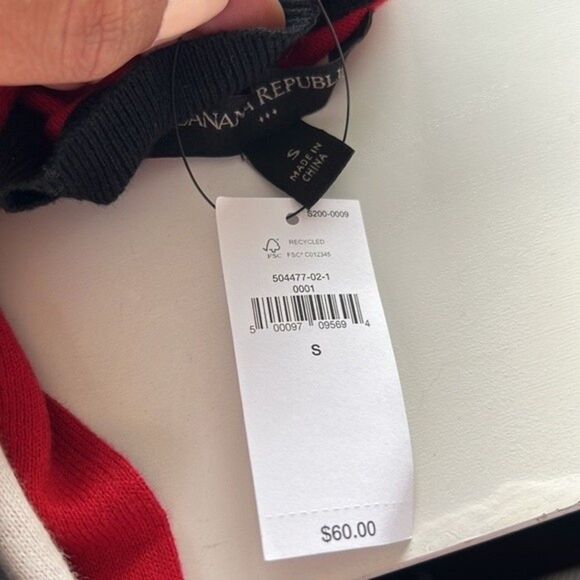 BANANA REPUBLIC
S
MADE IN
CHINA
S200-0009
RECYCLED
FSC
FSC® C012345
504477-02-1
0001
5 00097 09569 4
S
$60.00